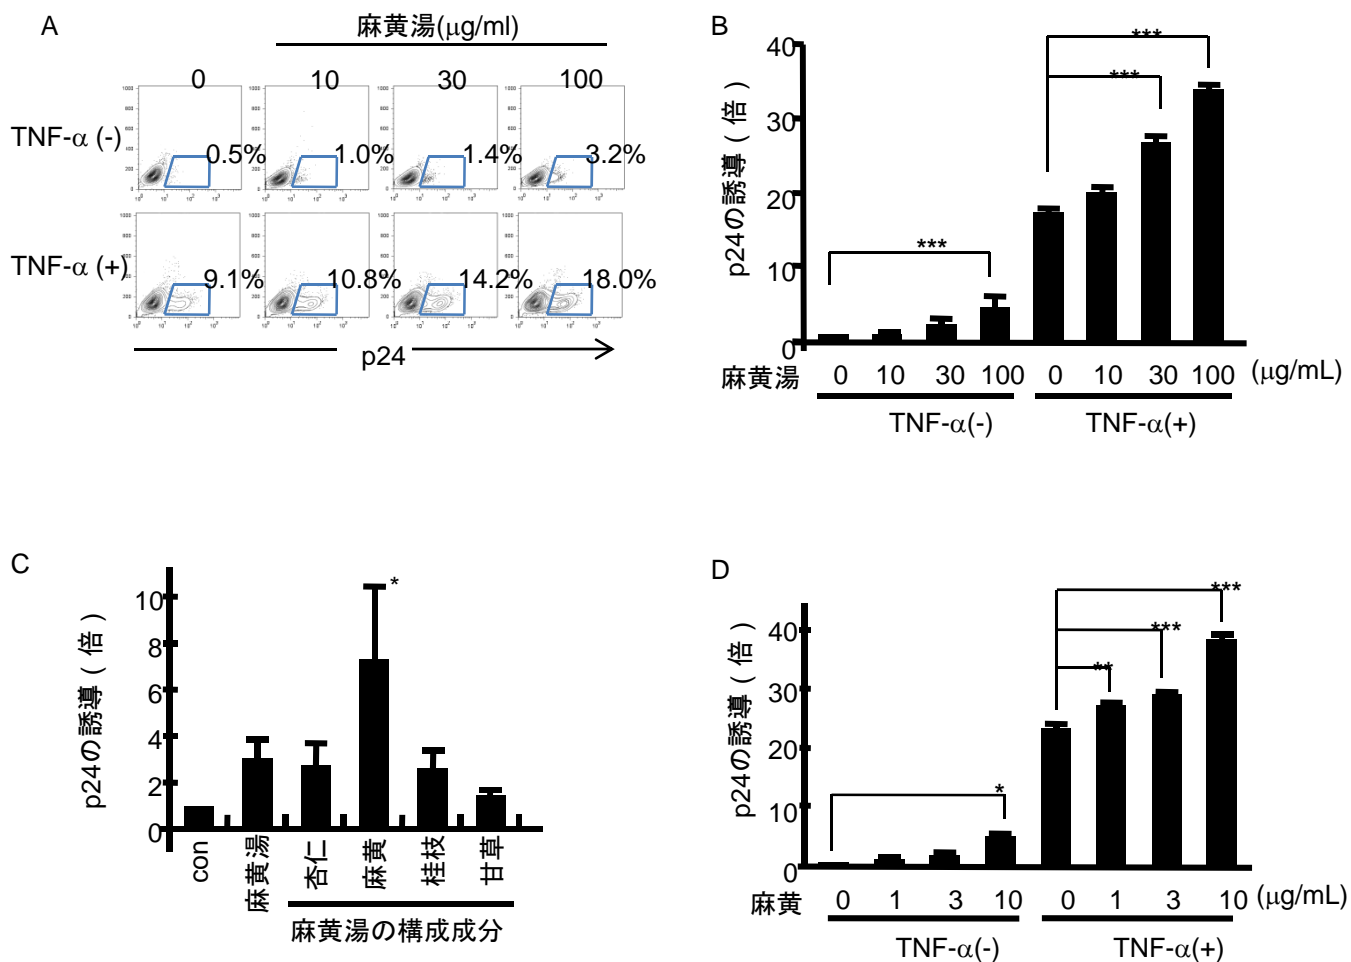 A
麻黄湯(μg/ml)
0 10 30 100
TNF-α (-)
0.5% 1.0% 1.4% 3.2%
TNF-α (+)
9.1% 10.8% 14.2% 18.0%
p24
B
p24の誘導(倍)
40
30
20
10
0
***
***
***
麻黄湯 0 10 30 100 0 10 30 100 (μg/mL)
TNF-α(-) TNF-α(+)
C
p24の誘導(倍)
10
8
6
4
2
0
*
con 麻黄湯 杏仁 麻黄 桂枝 甘草
麻黄湯の構成成分
D
p24の誘導(倍)
40
30
20
10
0
***
***
**
*
麻黄 0 1 3 10 0 1 3 10 (μg/mL)
TNF-α(-) TNF-α(+)